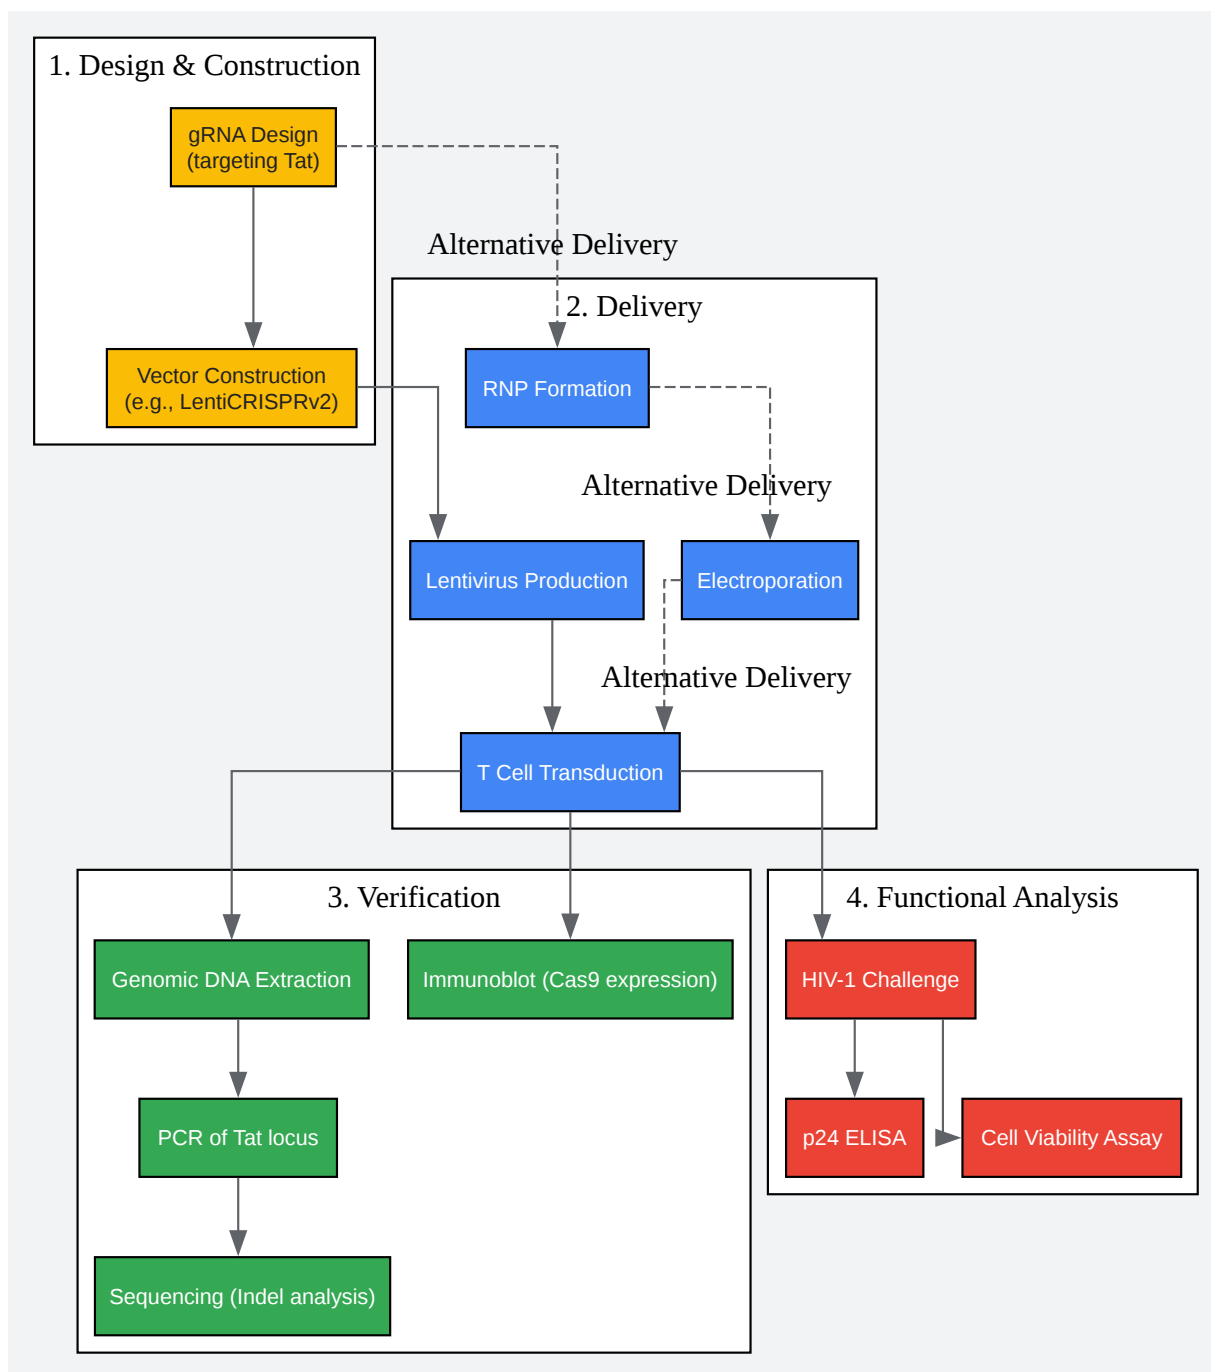 1. Design & Construction
gRNA Design
(targeting Tat)
Alternative Delivery
2. Delivery
Vector Construction
(e.g., LentiCRISPRv2)
RNP Formation
Alternative Delivery
Lentivirus Production
Electroporation
Alternative Delivery
T Cell Transduction
3. Verification
4. Functional Analysis
Genomic DNA Extraction
Immunoblot (Cas9 expression)
HIV-1 Challenge
PCR of Tat locus
p24 ELISA
Cell Viability Assay
Sequencing (Indel analysis)